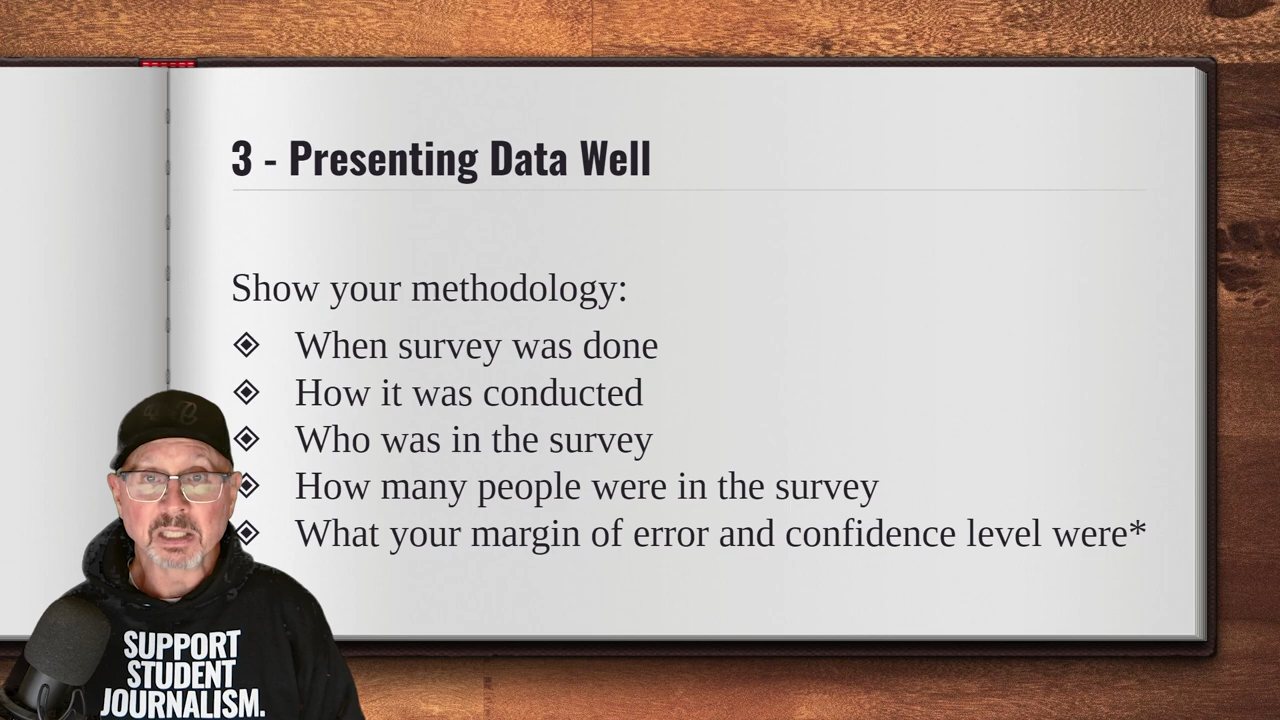 3 - Presenting Data Well
Show your methodology:
When survey was done
How it was conducted
Who was in the survey
How many people were in the survey
What your margin of error and confidence level were*
SUPPORT
STUDENT
JOURNALISM.